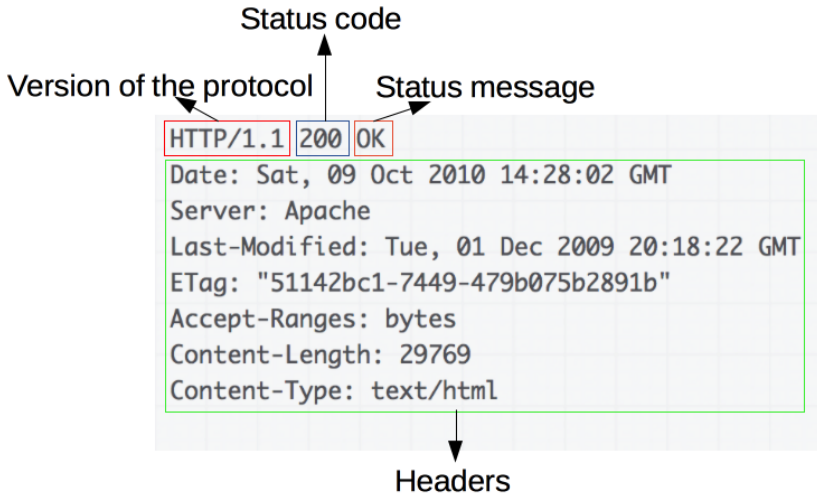 Status code
Version of the protocol
Status message
HTTP/1.1 200 OK
Date: Sat, 09 Oct 2010 14:28:02 GMT
Server: Apache
Last-Modified: Tue, 01 Dec 2009 20:18:22 GMT
ETag: "51142bc1-7449-479b075b2891b"
Accept-Ranges: bytes
Content-Length: 29769
Content-Type: text/html
Headers